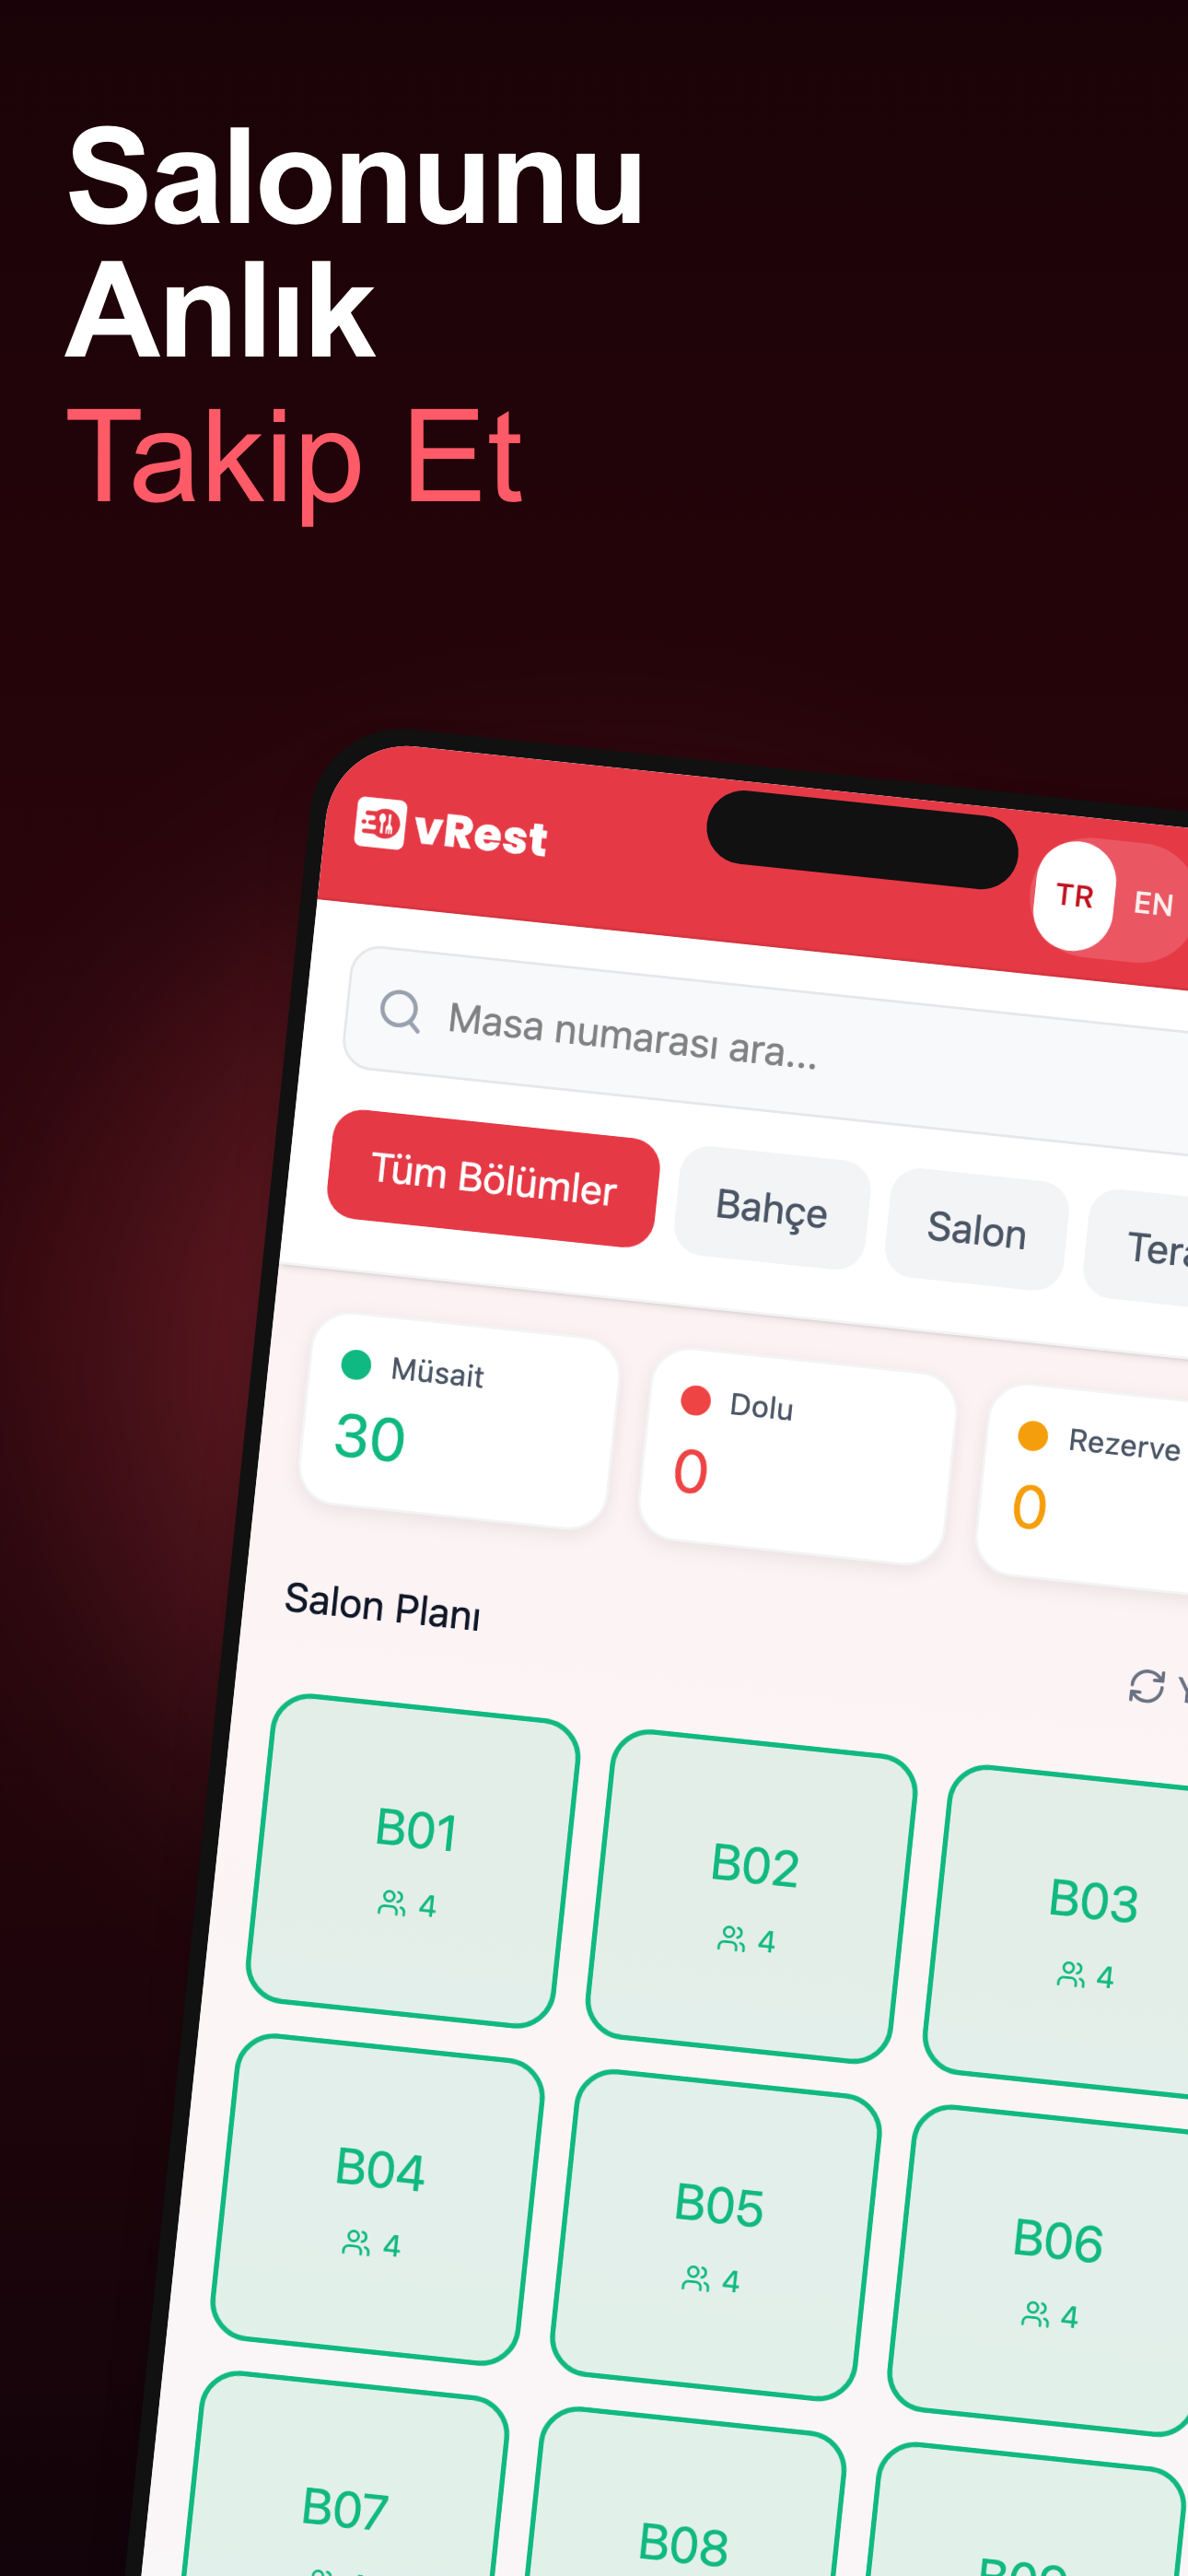 Salonunu
Anlık
Takip Et
vRest
TR EN
Masa numarası ara...
Tüm Bölümler Bahçe Salon
Müsait Dolu Rezerve
30 0 0
Salon Planı
B01 B02 B03
4 4 4
B04 B05 B06
4 4 4
B07 B08